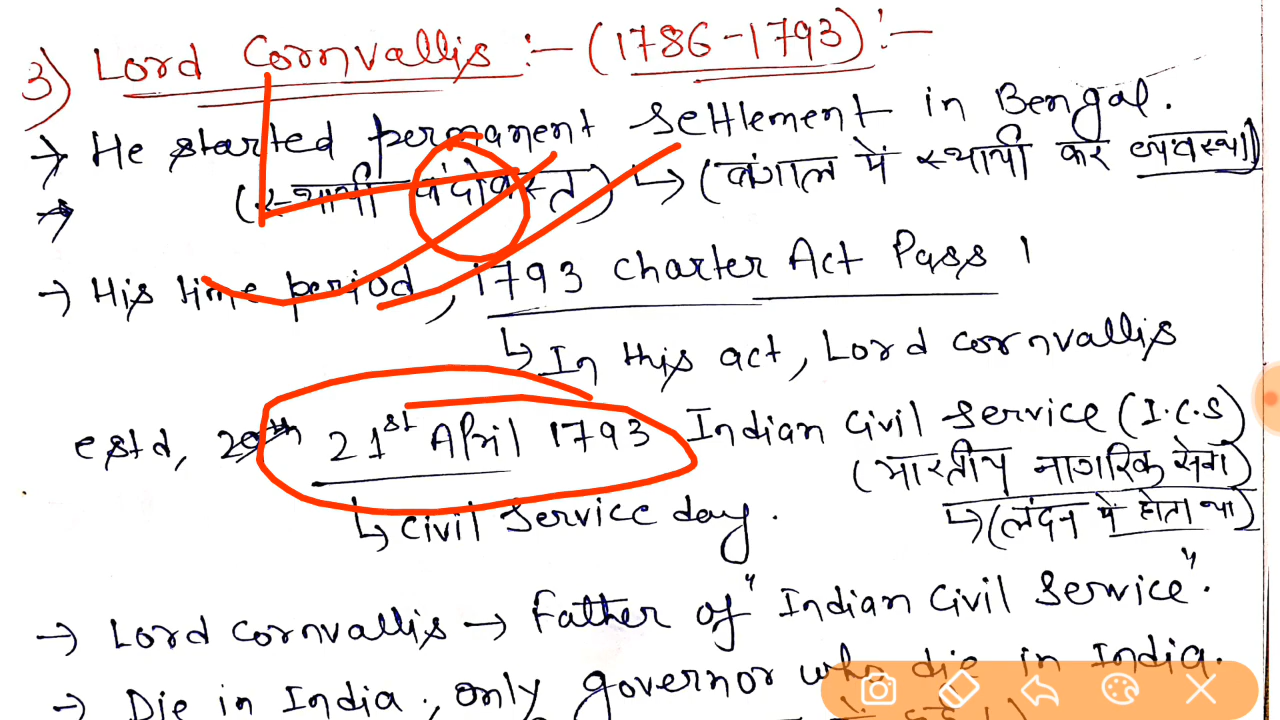 3) Lord Cornvallis :- (1786-1793) :-
→ He started permanent settlement in Bengal.
→ (स्थायी बंदोबस्त) ↳ (बंगाल में स्थायी कर व्यवस्था)
→ His time period, 1793 charter Act Pass |
↳ In this act, Lord cornvallis
estd, 21st April 1793 Indian Civil Service (I.C.S)
(भारतीय नागरिक सेवा)
↳ Civil Service day. ↳ (लंदन में होता था)
→ Lord Cornvallis → Father of "Indian Civil Service".
→ Die in India, only governor who die in India.